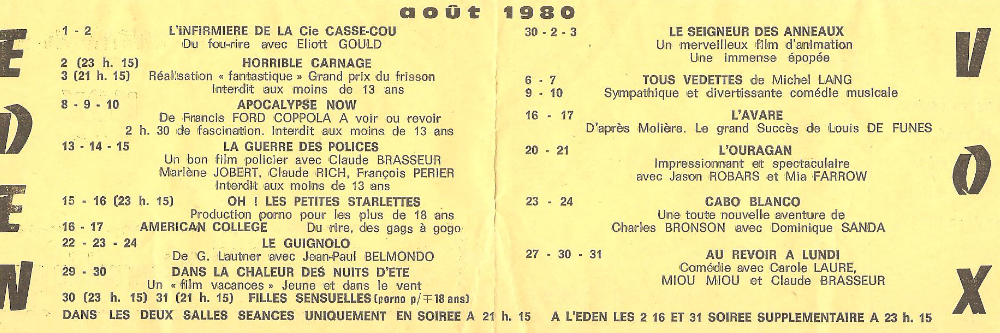 août 1980
EDEN
1 - 2 L'INFIRMIERE DE LA Cie CASSE-COU
Du fou-rire avec Eliott GOULD
2 (23 h. 15) HORRIBLE CARNAGE
3 (21 h. 15) Réalisation « fantastique » Grand prix du frisson
Interdit aux moins de 13 ans
8 - 9 - 10 APOCALYPSE NOW
De Francis FORD COPPOLA A voir ou revoir
2 h. 30 de fascination. Interdit aux moins de 13 ans
13 - 14 - 15 LA GUERRE DES POLICES
Un bon film policier avec Claude BRASSEUR
Marlène JOBERT, Claude RICH, François PERIER
Interdit aux moins de 13 ans
15 - 16 (23 h. 15) OH ! LES PETITES STARLETTES
Production porno pour les plus de 18 ans
16 - 17 AMERICAN COLLEGE Du rire, des gags à gogo
22 - 23 - 24 LE GUIGNOLO
De G. Lautner avec Jean-Paul BELMONDO
29 - 30 DANS LA CHALEUR DES NUITS D'ETE
Un « film vacances » Jeune et dans le vent
30 (23 h. 15) 31 (21 h. 15) FILLES SENSUELLES (porno p/∓18 ans)
VOX
30 - 2 - 3 LE SEIGNEUR DES ANNEAUX
Un merveilleux film d'animation
Une immense épopée
6 - 7 TOUS VEDETTES de Michel LANG
9 - 10 Sympathique et divertissante comédie musicale
16 - 17 L'AVARE
D'après Molière. Le grand Succès de Louis DE FUNES
20 - 21 L'OURAGAN
Impressionnant et spectaculaire
avec Jason ROBARS et Mia FARROW
23 - 24 CABO BLANCO
Une toute nouvelle aventure de
Charles BRONSON avec Dominique SANDA
27 - 30 - 31 AU REVOIR A LUNDI
Comédie avec Carole LAURE,
MIOU MIOU et Claude BRASSEUR
DANS LES DEUX SALLES SEANCES UNIQUEMENT EN SOIREE A 21 h. 15 A L'EDEN LES 2 16 ET 31 SOIREE SUPPLEMENTAIRE A 23 h. 15